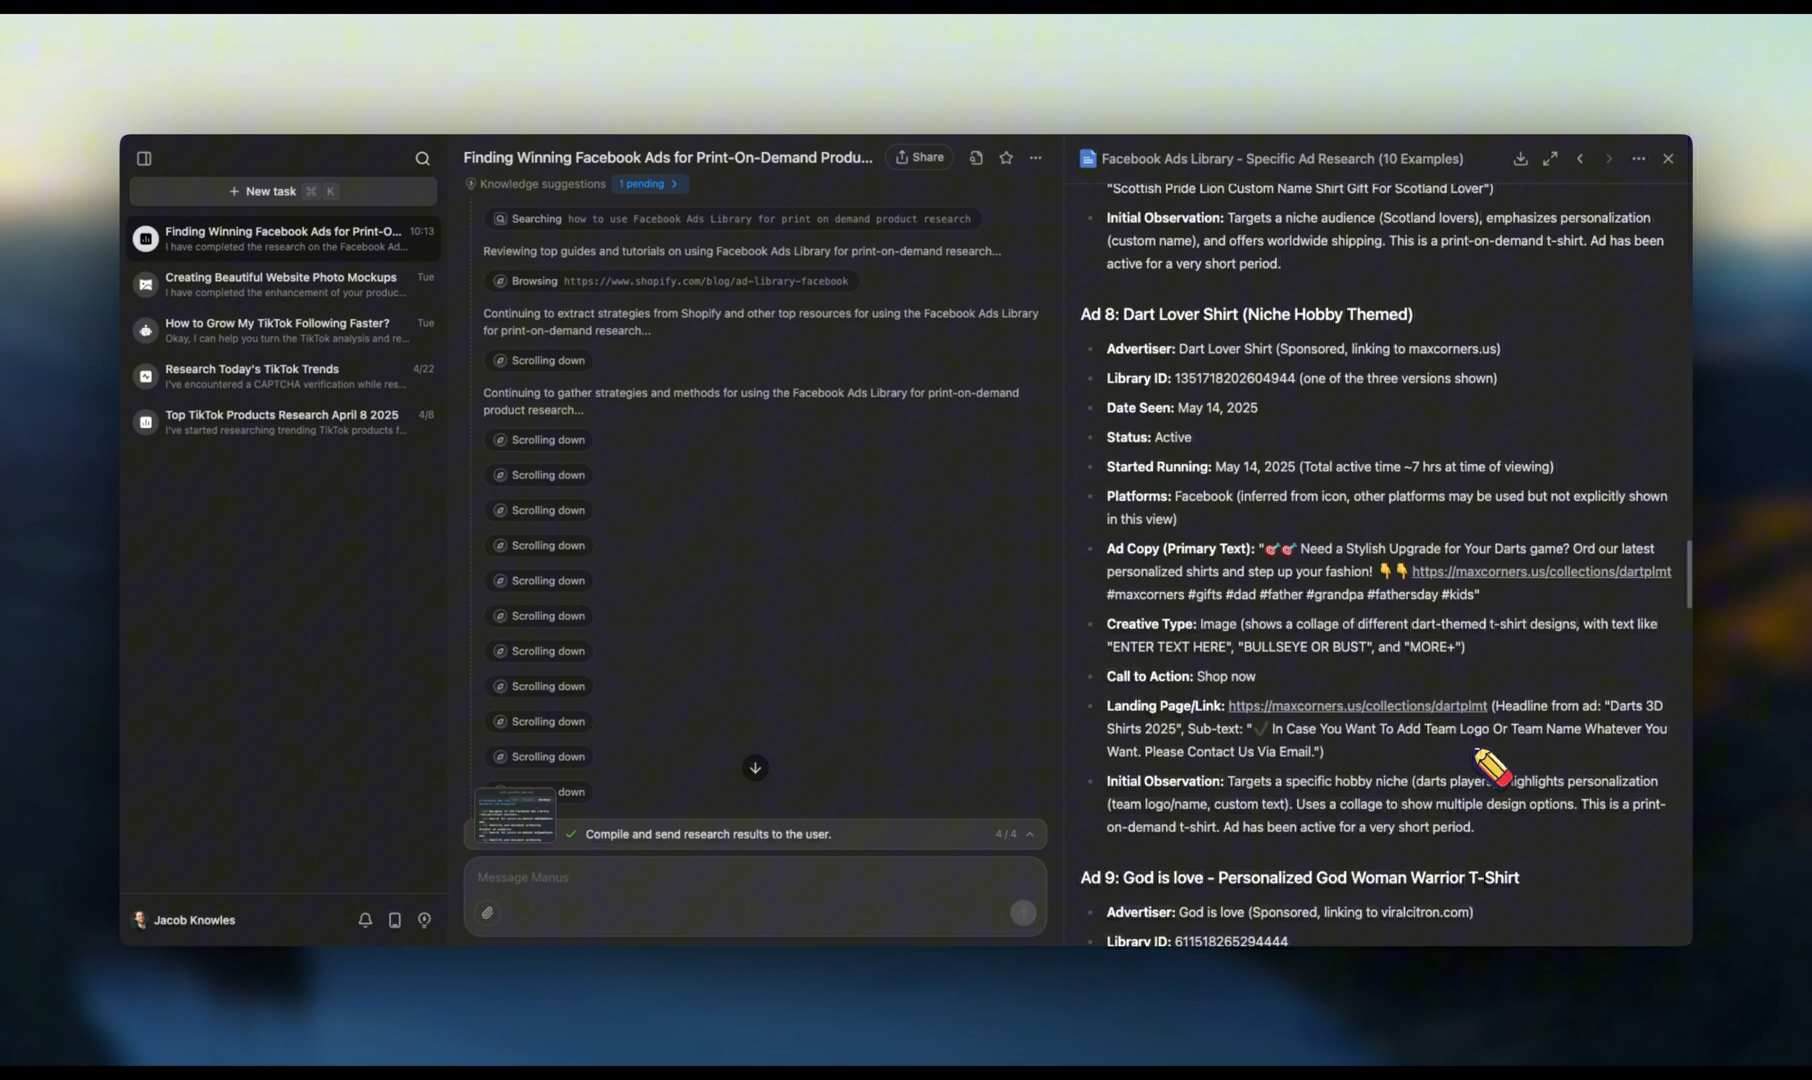 New task ⌘ K
Finding Winning Facebook Ads for Print-O... 10:13
I have completed the research on the Facebook Ad...
Creating Beautiful Website Photo Mockups Tue
I have completed the enhancement of your produc...
How to Grow My TikTok Following Faster? Tue
Okay, I can help you turn the TikTok analysis and re...
Research Today's TikTok Trends 4/22
I've encountered a CAPTCHA verification while res...
Top TikTok Products Research April 8 2025 4/8
I've started researching trending TikTok products f...
Jacob Knowles
Finding Winning Facebook Ads for Print-On-Demand Produ... Share
Knowledge suggestions 1 pending
Searching how to use Facebook Ads Library for print on demand product research
Reviewing top guides and tutorials on using Facebook Ads Library for print-on-demand research...
Browsing https://www.shopify.com/blog/ad-library-facebook
Continuing to extract strategies from Shopify and other top resources for using the Facebook Ads Library
for print-on-demand research...
Scrolling down
Continuing to gather strategies and methods for using the Facebook Ads Library for print-on-demand
product research...
Scrolling down
Scrolling down
Scrolling down
Scrolling down
Scrolling down
Scrolling down
Scrolling down
Scrolling down
Scrolling down
Scrolling down
down
Compile and send research results to the user. 4/4
Message Manus
Facebook Ads Library - Specific Ad Research (10 Examples)
"Scottish Pride Lion Custom Name Shirt Gift For Scotland Lover")
Initial Observation: Targets a niche audience (Scotland lovers), emphasizes personalization
(custom name), and offers worldwide shipping. This is a print-on-demand t-shirt. Ad has been
active for a very short period.
Ad 8: Dart Lover Shirt (Niche Hobby Themed)
Advertiser: Dart Lover Shirt (Sponsored, linking to maxcorners.us)
Library ID: 1351718202604944 (one of the three versions shown)
Date Seen: May 14, 2025
Status: Active
Started Running: May 14, 2025 (Total active time ~7 hrs at time of viewing)
Platforms: Facebook (inferred from icon, other platforms may be used but not explicitly shown
in this view)
Ad Copy (Primary Text): "🎯🎯 Need a Stylish Upgrade for Your Darts game? Ord our latest
personalized shirts and step up your fashion! 👇👇 https://maxcorners.us/collections/dartplmt
#maxcorners #gifts #dad #father #grandpa #fathersday #kids"
Creative Type: Image (shows a collage of different dart-themed t-shirt designs, with text like
"ENTER TEXT HERE", "BULLSEYE OR BUST", and "MORE+")
Call to Action: Shop now
Landing Page/Link: https://maxcorners.us/collections/dartplmt (Headline from ad: "Darts 3D
Shirts 2025", Sub-text: "✔ In Case You Want To Add Team Logo Or Team Name Whatever You
Want. Please Contact Us Via Email.")
Initial Observation: Targets a specific hobby niche (darts players highlights personalization
(team logo/name, custom text). Uses a collage to show multiple design options. This is a print-
on-demand t-shirt. Ad has been active for a very short period.
Ad 9: God is love - Personalized God Woman Warrior T-Shirt
Advertiser: God is love (Sponsored, linking to viralcitron.com)
Library ID: 611518265294444